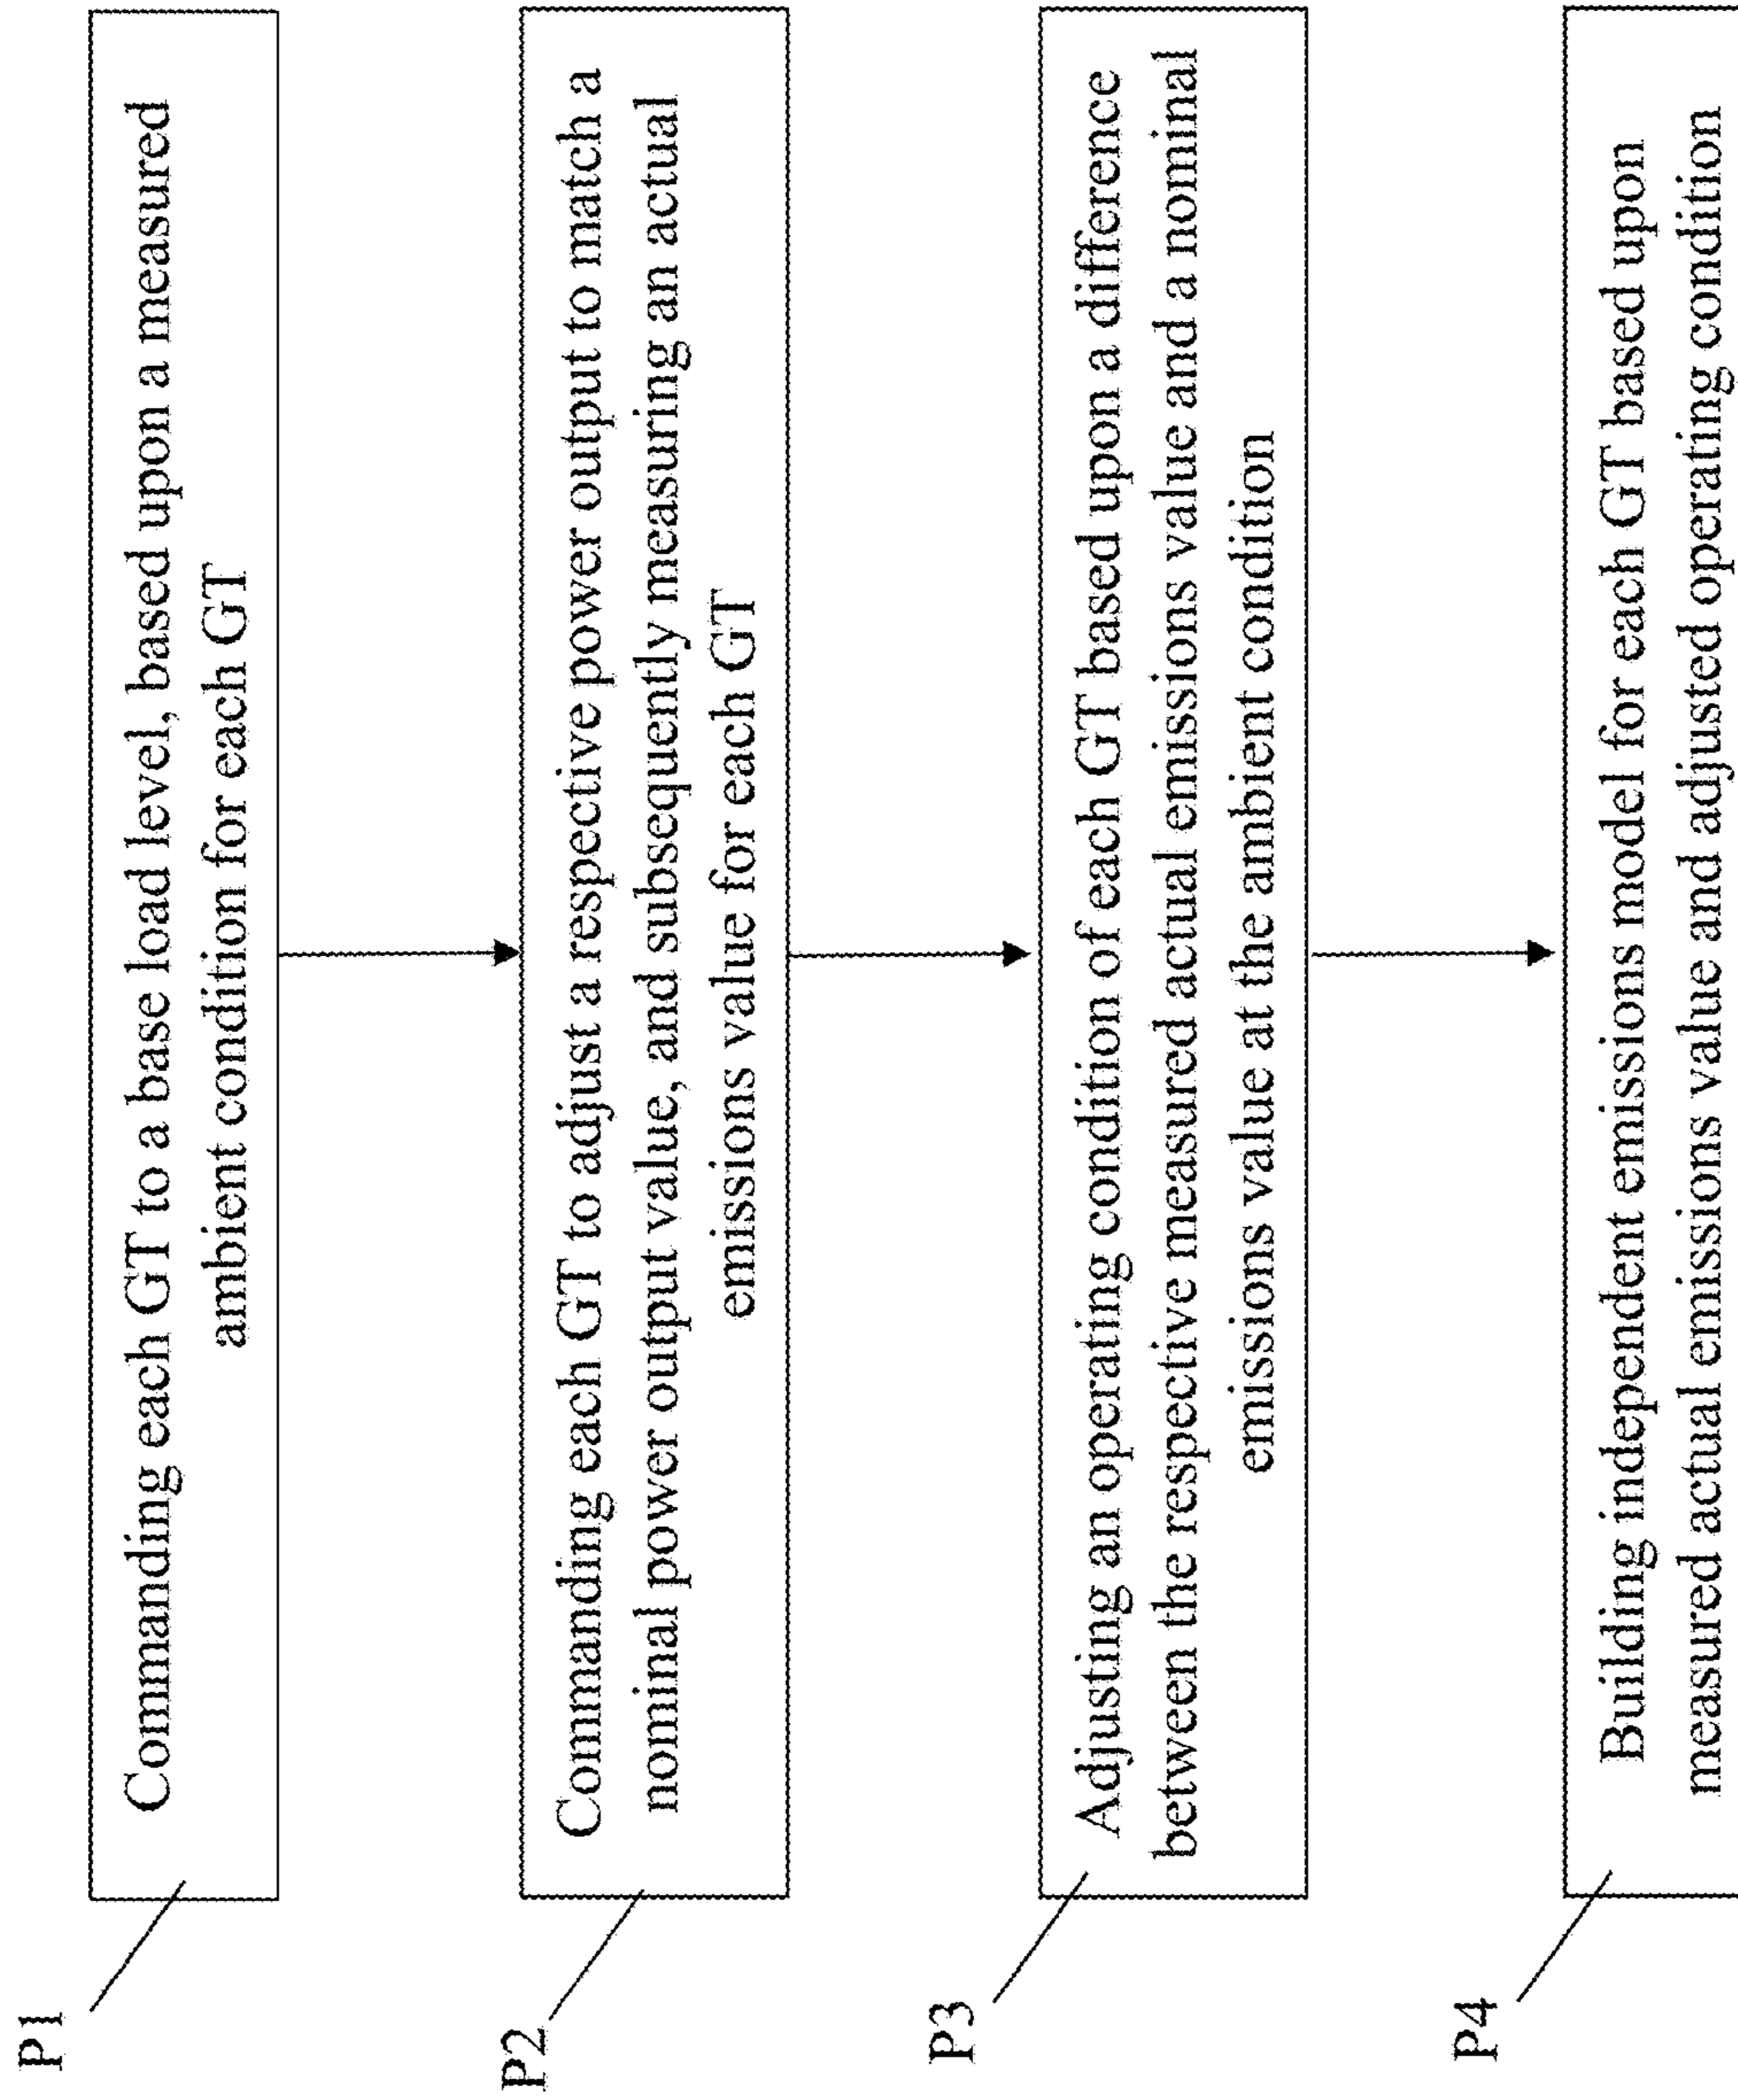 P1
Commanding each GT to a base load level, based upon a measured
ambient condition for each GT
P2
Commanding each GT to adjust a respective power output to match a
nominal power output value, and subsequently measuring an actual
emissions value for each GT
P3
Adjusting an operating condition of each GT based upon a difference
between the respective measured actual emissions value and a nominal
emissions value at the ambient condition
P4
Building independent emissions model for each GT based upon
measured actual emissions value and adjusted operating condition